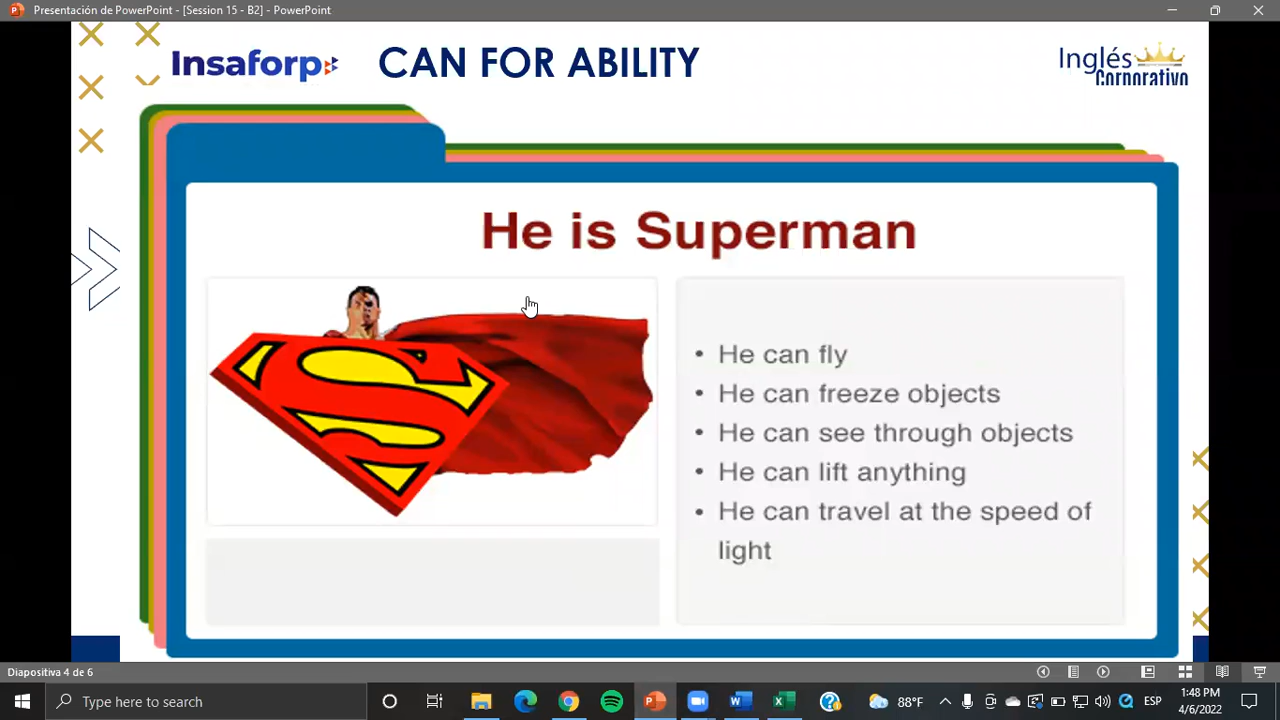 Presentación de PowerPoint - [Session 15 - B2] - PowerPoint
Insaforp
CAN FOR ABILITY
Inglés
Corporativo
He is Superman
• He can fly
• He can freeze objects
• He can see through objects
• He can lift anything
• He can travel at the speed of
light
Diapositiva 4 de 6
Type here to search
88°F
ESP
1:48 PM
4/6/2022